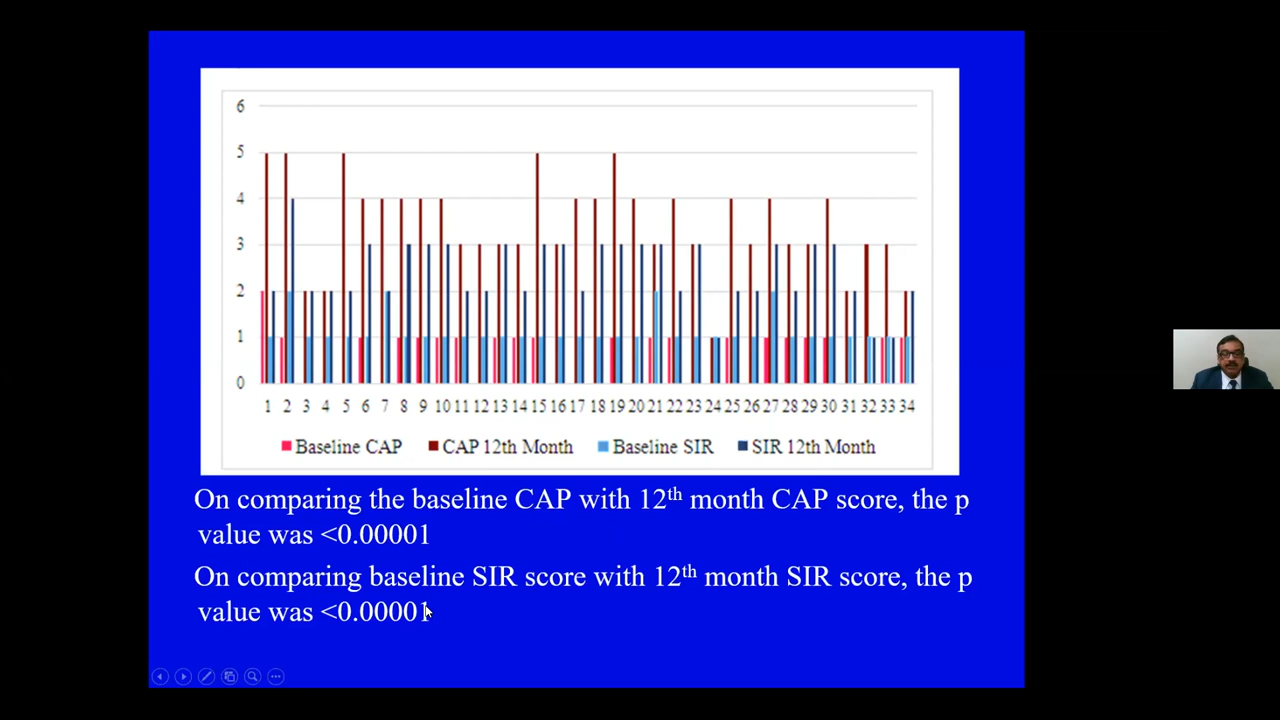 6
5
4
3
2
1
0
1 2 3 4 5 6 7 8 9 10 11 12 13 14 15 16 17 18 19 20 21 22 23 24 25 26 27 28 29 30 31 32 33 34
Baseline CAP CAP 12th Month Baseline SIR SIR 12th Month
On comparing the baseline CAP with 12th month CAP score, the p
value was <0.00001
On comparing baseline SIR score with 12th month SIR score, the p
value was <0.00001